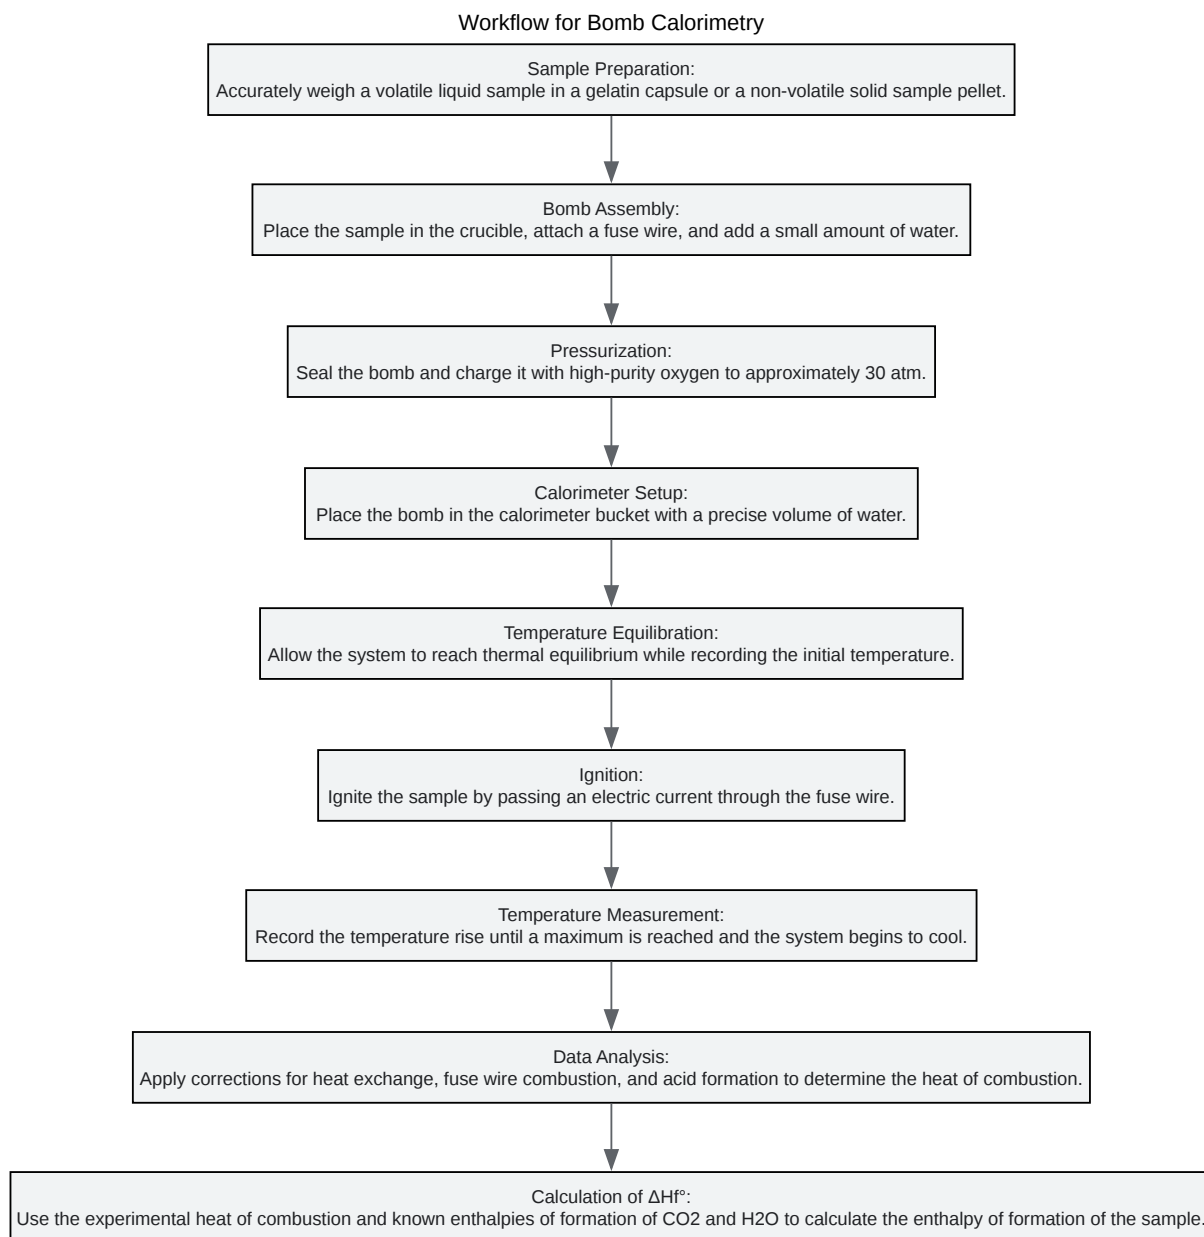 Workflow for Bomb Calorimetry
Sample Preparation:
Accurately weigh a volatile liquid sample in a gelatin capsule or a non-volatile solid sample pellet.
Bomb Assembly:
Place the sample in the crucible, attach a fuse wire, and add a small amount of water.
Pressurization:
Seal the bomb and charge it with high-purity oxygen to approximately 30 atm.
Calorimeter Setup:
Place the bomb in the calorimeter bucket with a precise volume of water.
Temperature Equilibration:
Allow the system to reach thermal equilibrium while recording the initial temperature.
Ignition:
Ignite the sample by passing an electric current through the fuse wire.
Temperature Measurement:
Record the temperature rise until a maximum is reached and the system begins to cool.
Data Analysis:
Apply corrections for heat exchange, fuse wire combustion, and acid formation to determine the heat of combustion.
Calculation of ΔHf°:
Use the experimental heat of combustion and known enthalpies of formation of CO2 and H2O to calculate the enthalpy of formation of the sample.